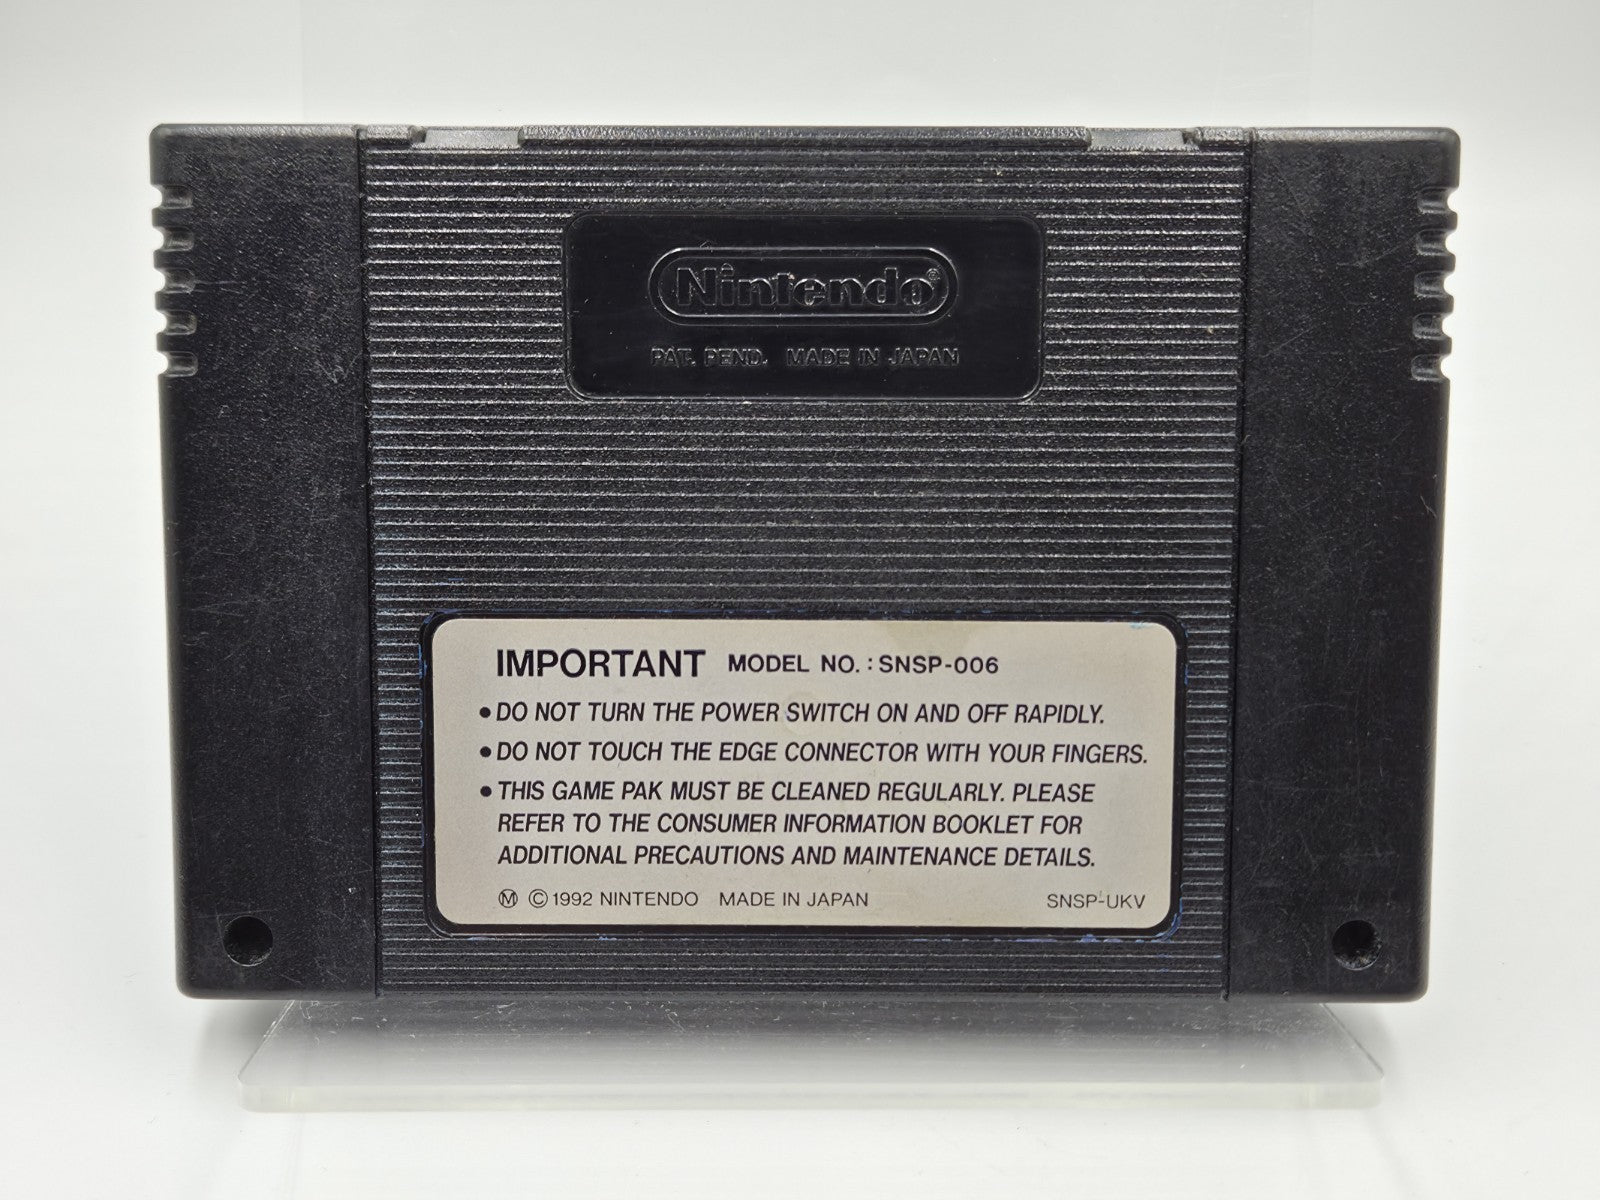 Nintendo®
PAT. PEND. MADE IN JAPAN
IMPORTANT MODEL NO. : SNSP-006
• DO NOT TURN THE POWER SWITCH ON AND OFF RAPIDLY.
• DO NOT TOUCH THE EDGE CONNECTOR WITH YOUR FINGERS.
• THIS GAME PAK MUST BE CLEANED REGULARLY. PLEASE
REFER TO THE CONSUMER INFORMATION BOOKLET FOR
ADDITIONAL PRECAUTIONS AND MAINTENANCE DETAILS.
Ⓜ © 1992 NINTENDO MADE IN JAPAN SNSP-UKV